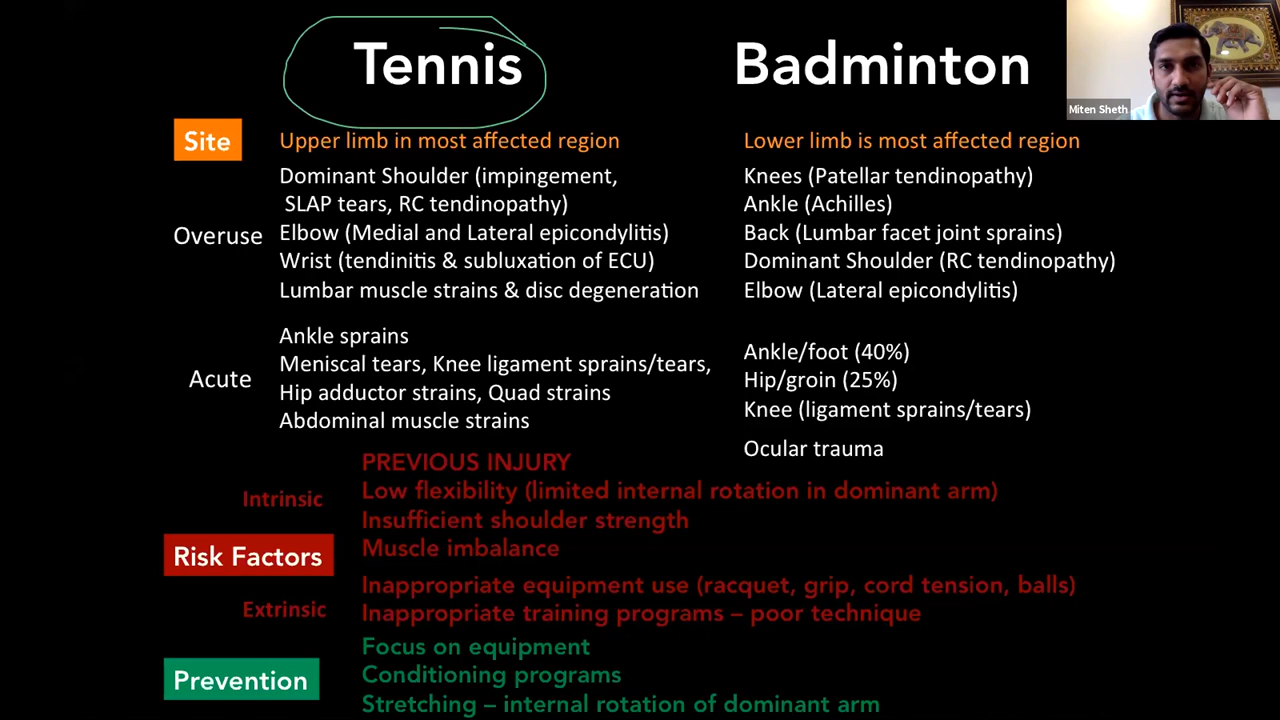 Tennis
Badminton
Miten Sheth
Site
Upper limb in most affected region
Lower limb is most affected region
Overuse
Dominant Shoulder (impingement,
SLAP tears, RC tendinopathy)
Elbow (Medial and Lateral epicondylitis)
Wrist (tendinitis & subluxation of ECU)
Lumbar muscle strains & disc degeneration
Knees (Patellar tendinopathy)
Ankle (Achilles)
Back (Lumbar facet joint sprains)
Dominant Shoulder (RC tendinopathy)
Elbow (Lateral epicondylitis)
Acute
Ankle sprains
Meniscal tears, Knee ligament sprains/tears,
Hip adductor strains, Quad strains
Abdominal muscle strains
Ankle/foot (40%)
Hip/groin (25%)
Knee (ligament sprains/tears)
Ocular trauma
Risk Factors
Intrinsic
PREVIOUS INJURY
Low flexibility (limited internal rotation in dominant arm)
Insufficient shoulder strength
Muscle imbalance
Extrinsic
Inappropriate equipment use (racquet, grip, cord tension, balls)
Inappropriate training programs – poor technique
Prevention
Focus on equipment
Conditioning programs
Stretching – internal rotation of dominant arm